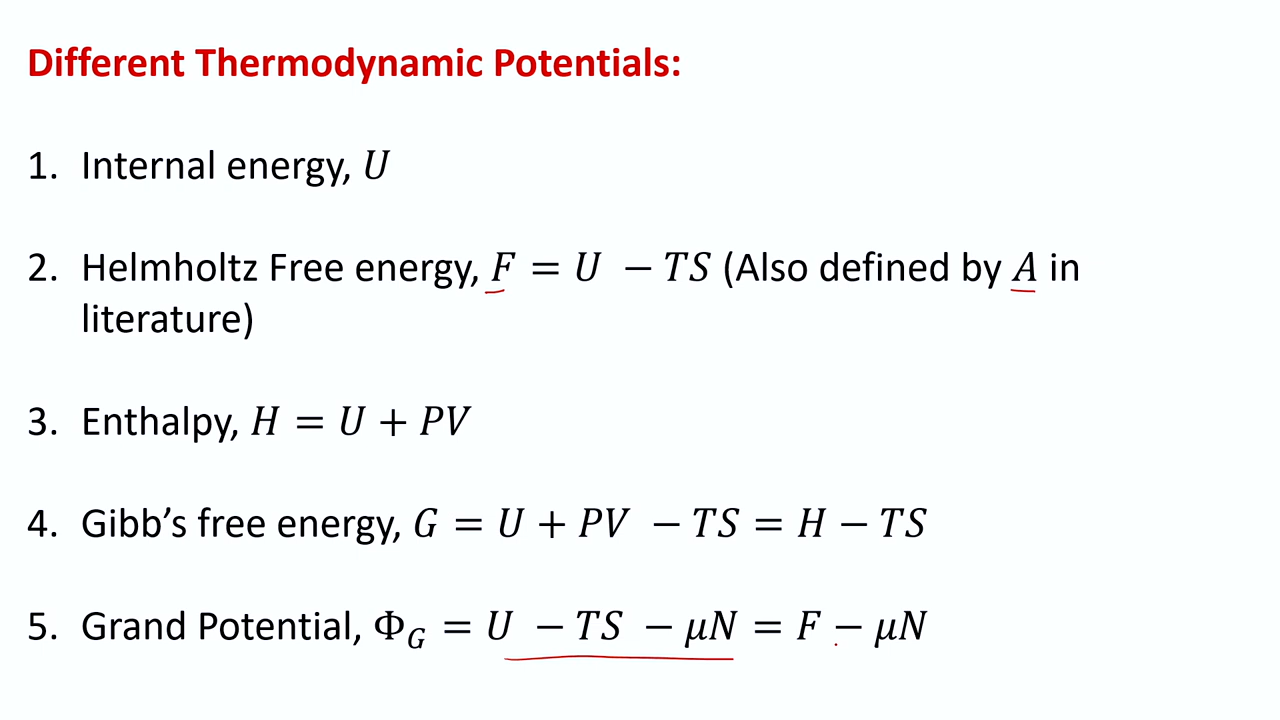 Different Thermodynamic Potentials:
1. Internal energy, U
2. Helmholtz Free energy, F = U − TS (Also defined by A in
literature)
3. Enthalpy, H = U + PV
4. Gibb’s free energy, G = U + PV − TS = H − TS
5. Grand Potential, Φ_G = U − TS − μN = F − μN